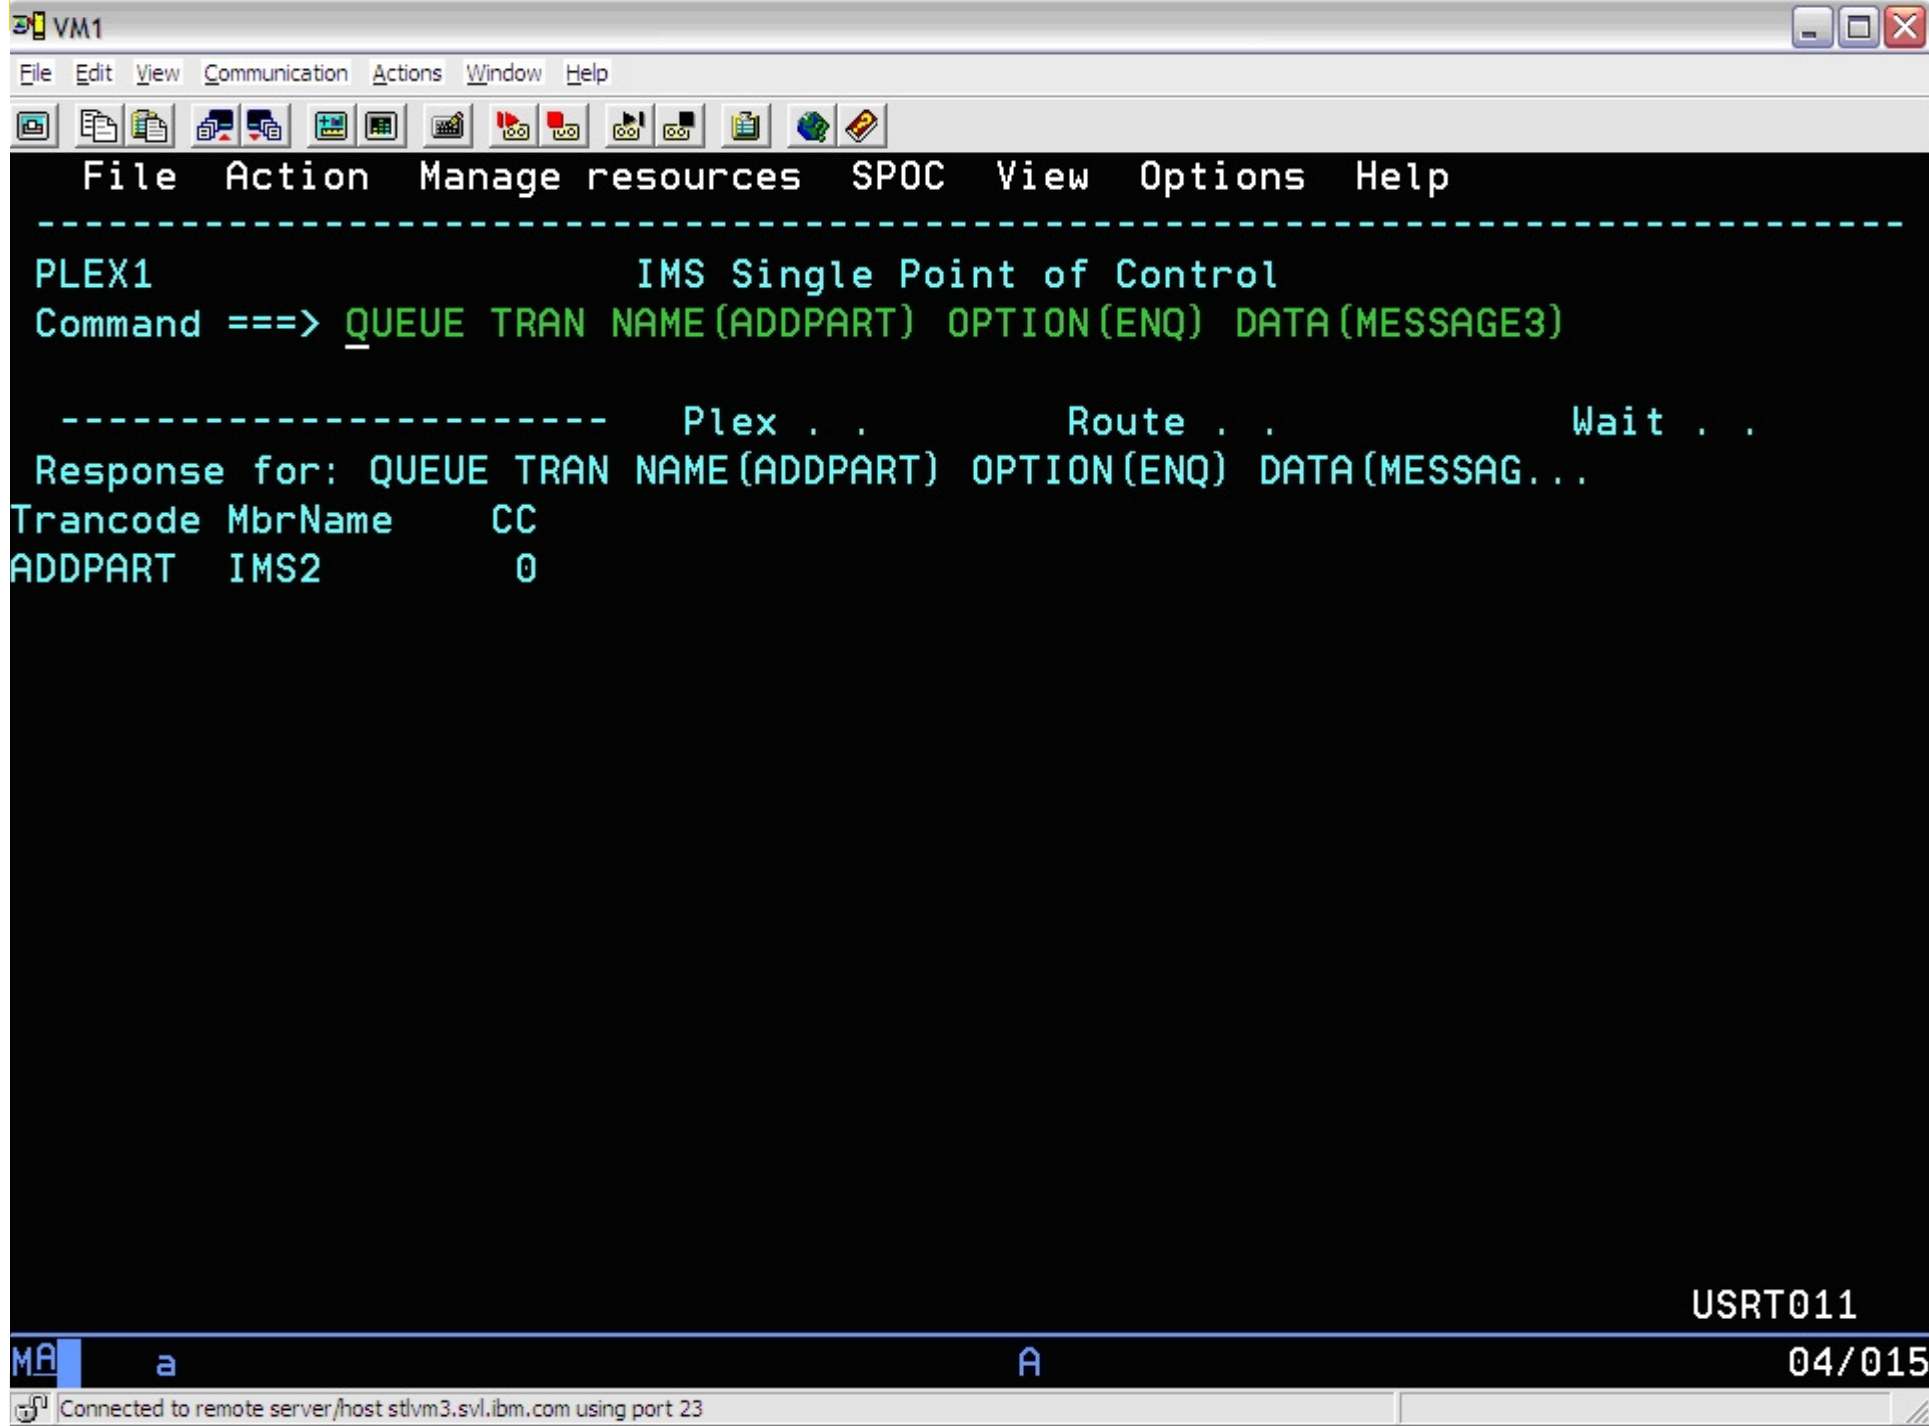 VM1
File Edit View Communication Actions Window Help
File Action Manage resources SPOC View Options Help
------------------------------------------------------------------------------
PLEX1 IMS Single Point of Control
Command ===> QUEUE TRAN NAME(ADDPART) OPTION(ENQ) DATA(MESSAGE3)
----------------------- Plex . . Route . . Wait . .
Response for: QUEUE TRAN NAME(ADDPART) OPTION(ENQ) DATA(MESSAG...
Trancode MbrName CC
ADDPART IMS2 0
USRT011
MA a A 04/015
Connected to remote server/host stlvm3.svl.ibm.com using port 23